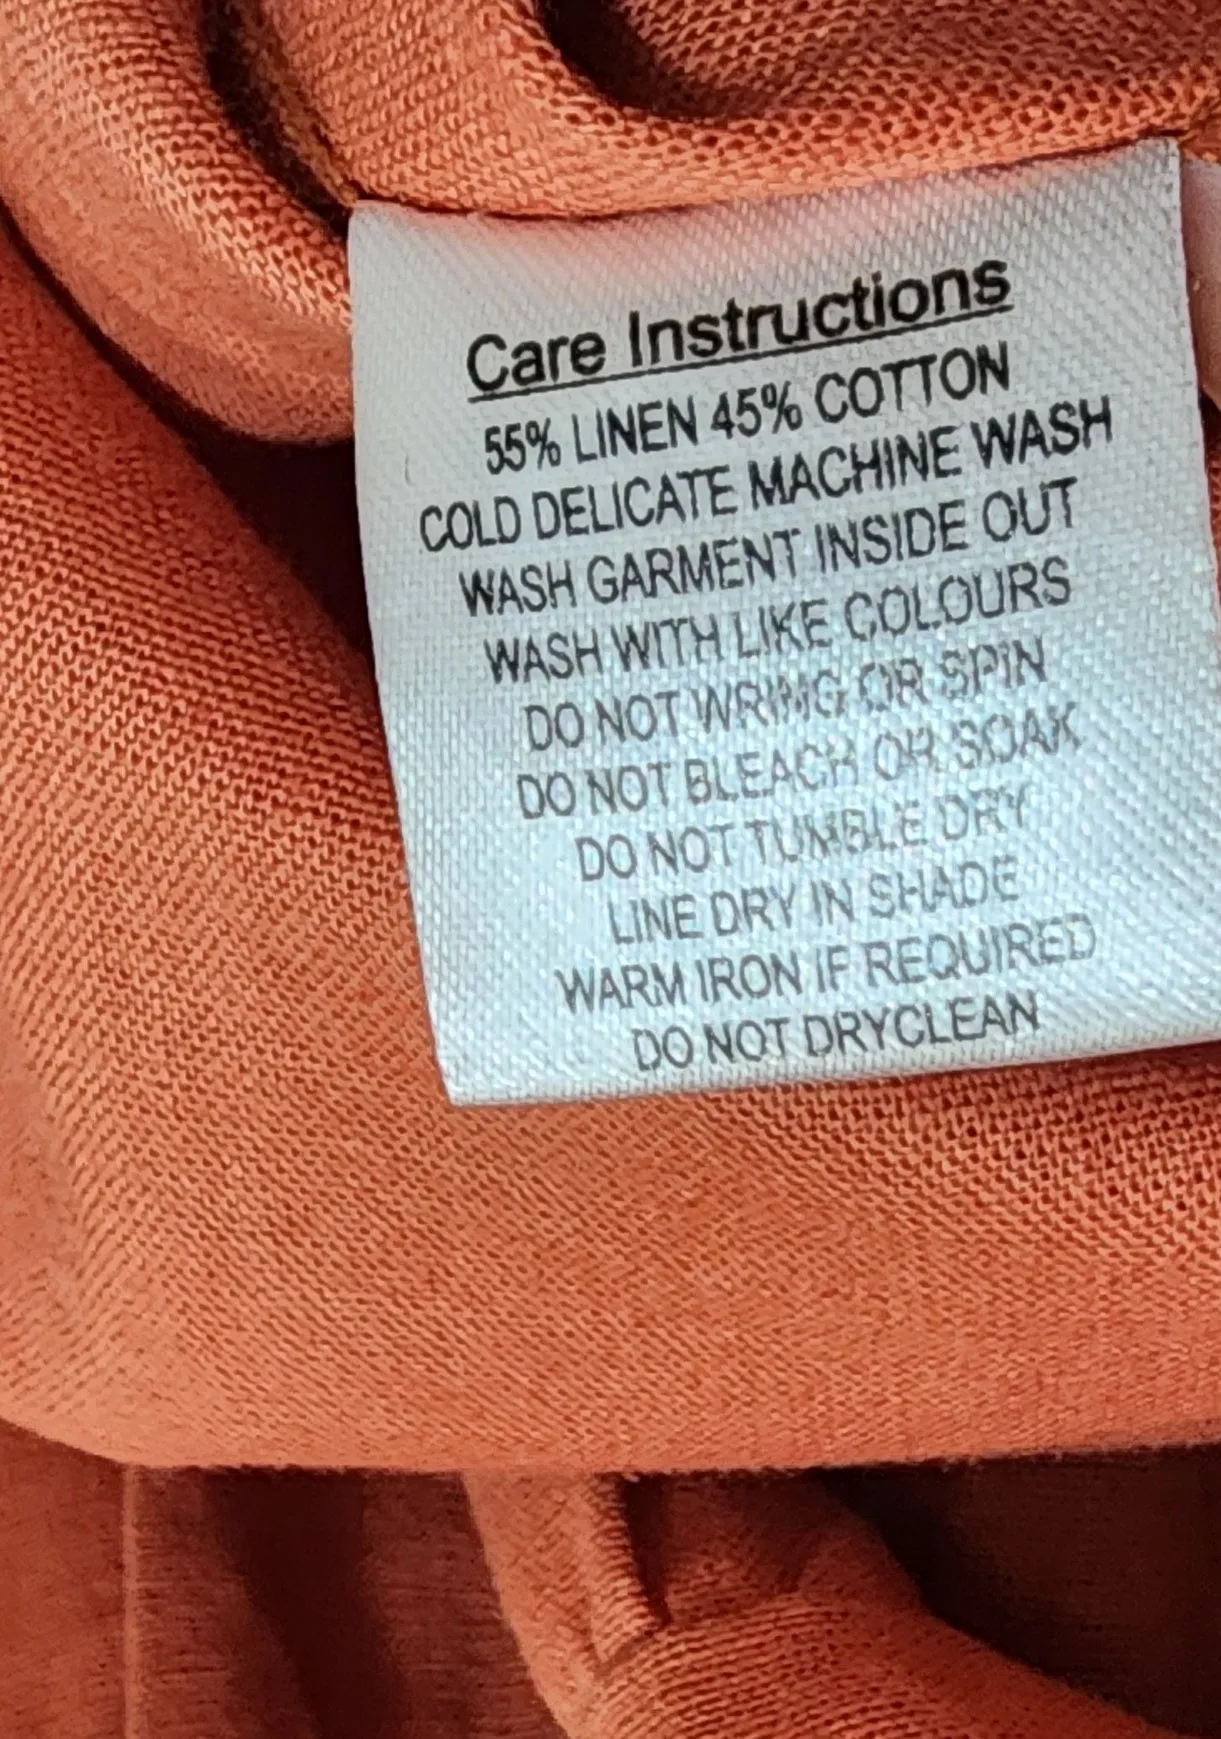 Care Instructions
55% LINEN 45% COTTON
COLD DELICATE MACHINE WASH
WASH GARMENT INSIDE OUT
WASH WITH LIKE COLOURS
DO NOT WRING OR SPIN
DO NOT BLEACH OR SOAK
DO NOT TUMBLE DRY
LINE DRY IN SHADE
WARM IRON IF REQUIRED
DO NOT DRYCLEAN